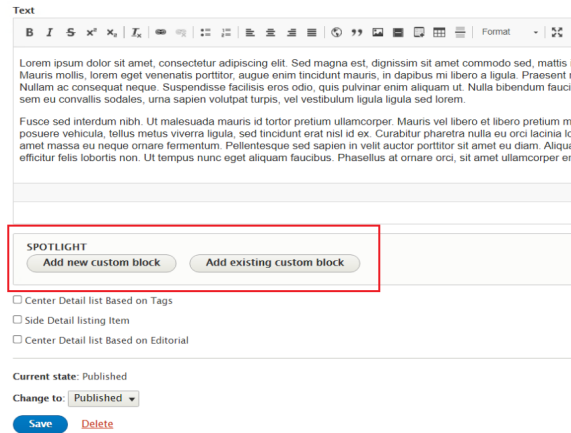 Text
B I S x² x₂ Ix Format
Lorem ipsum dolor sit amet, consectetur adipiscing elit. Sed magna est, dignissim sit amet commodo sed, mattis
Mauris mollis, lorem eget venenatis porttitor, augue enim tincidunt mauris, in dapibus mi libero a ligula. Praesent
Nullam ac consequat neque. Suspendisse facilisis eros odio, quis pulvinar enim aliquam ut. Nulla bibendum fauci
sem eu convallis sodales, urna sapien volutpat turpis, vel vestibulum ligula ligula sed lorem.
Fusce sed interdum nibh. Ut malesuada mauris id tortor pretium ullamcorper. Mauris vel libero et libero pretium m
posuere vehicula, tellus metus viverra ligula, sed tincidunt erat nisl id ex. Curabitur pharetra nulla eu orci lacinia lo
amet massa eu neque ornare fermentum. Pellentesque sed sapien in velit auctor porttitor sit amet eu diam. Aliqua
efficitur felis lobortis non. Ut tempus nunc eget aliquam faucibus. Phasellus at ornare orci, sit amet ullamcorper er
SPOTLIGHT
Add new custom block Add existing custom block
Center Detail list Based on Tags
Side Detail listing Item
Center Detail list Based on Editorial
Current state: Published
Change to: Published
Save Delete